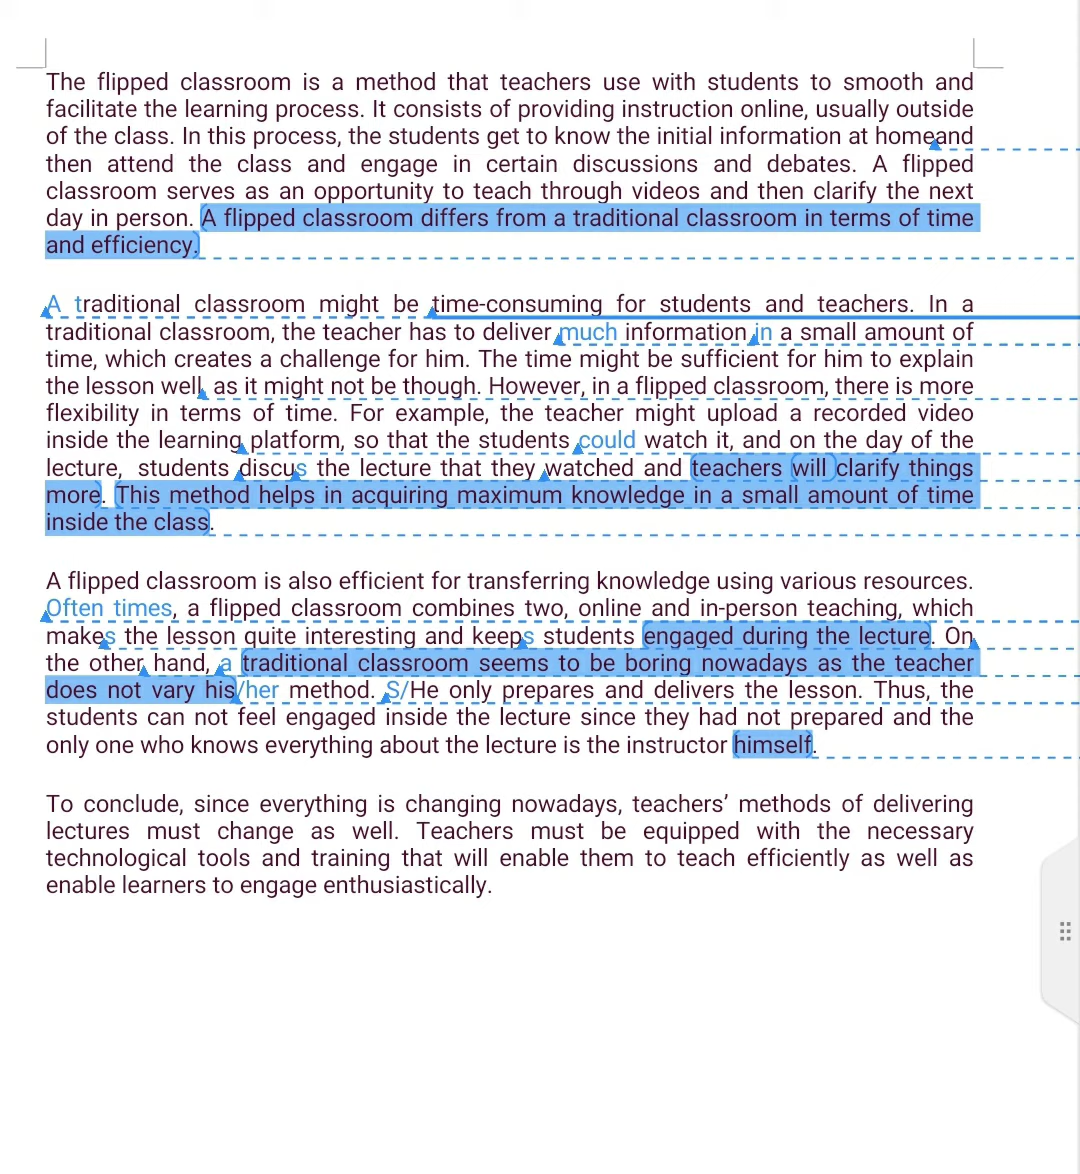 The flipped classroom is a method that teachers use with students to smooth and
facilitate the learning process. It consists of providing instruction online, usually outside
of the class. In this process, the students get to know the initial information at homeand
then attend the class and engage in certain discussions and debates. A flipped
classroom serves as an opportunity to teach through videos and then clarify the next
day in person. A flipped classroom differs from a traditional classroom in terms of time
and efficiency.
A traditional classroom might be time-consuming for students and teachers. In a
traditional classroom, the teacher has to deliver much information in a small amount of
time, which creates a challenge for him. The time might be sufficient for him to explain
the lesson well, as it might not be though. However, in a flipped classroom, there is more
flexibility in terms of time. For example, the teacher might upload a recorded video
inside the learning platform, so that the students could watch it, and on the day of the
lecture, students discus the lecture that they watched and teachers will clarify things
more. This method helps in acquiring maximum knowledge in a small amount of time
inside the class.
A flipped classroom is also efficient for transferring knowledge using various resources.
Often times, a flipped classroom combines two, online and in-person teaching, which
makes the lesson quite interesting and keeps students engaged during the lecture. On
the other hand, a traditional classroom seems to be boring nowadays as the teacher
does not vary his/her method. S/He only prepares and delivers the lesson. Thus, the
students can not feel engaged inside the lecture since they had not prepared and the
only one who knows everything about the lecture is the instructor himself.
To conclude, since everything is changing nowadays, teachers' methods of delivering
lectures must change as well. Teachers must be equipped with the necessary
technological tools and training that will enable them to teach efficiently as well as
enable learners to engage enthusiastically.